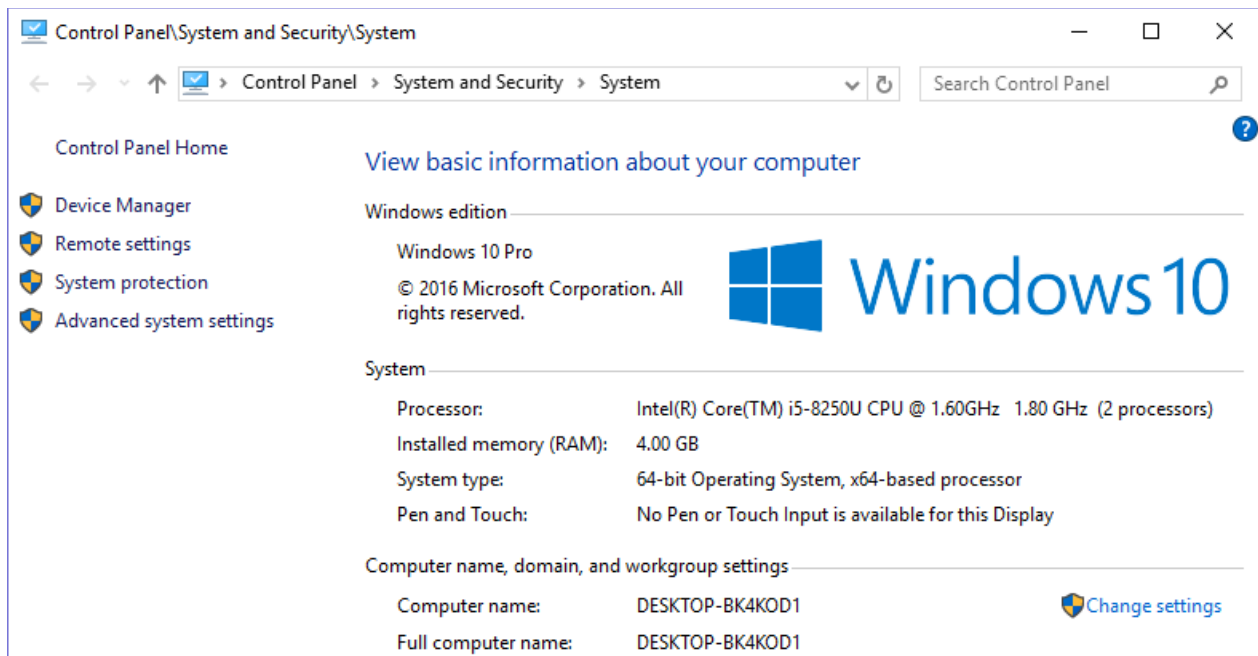 Control Panel\System and Security\System
Control Panel > System and Security > System
Search Control Panel
?
Control Panel Home
Device Manager
Remote settings
System protection
Advanced system settings
View basic information about your computer
Windows edition
Windows 10 Pro
© 2016 Microsoft Corporation. All
rights reserved.
Windows 10
System
Processor: Intel(R) Core(TM) i5-8250U CPU @ 1.60GHz 1.80 GHz (2 processors)
Installed memory (RAM): 4.00 GB
System type: 64-bit Operating System, x64-based processor
Pen and Touch: No Pen or Touch Input is available for this Display
Computer name, domain, and workgroup settings
Computer name: DESKTOP-BK4KOD1 Change settings
Full computer name: DESKTOP-BK4KOD1